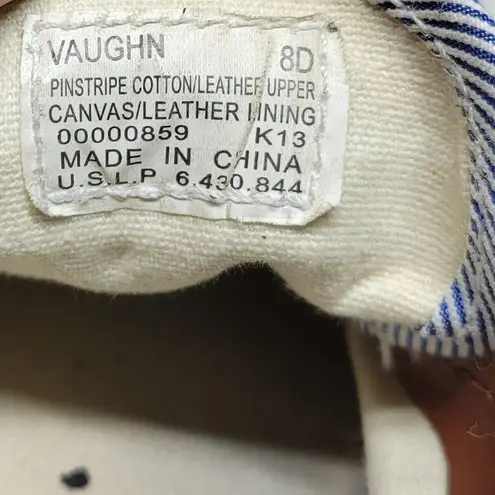 VAUGHN 8D
PINSTRIPE COTTON/LEATHER UPPER
CANVAS/LEATHER LINING
00000859 K13
MADE IN CHINA
U.S.L.P 6.430.844